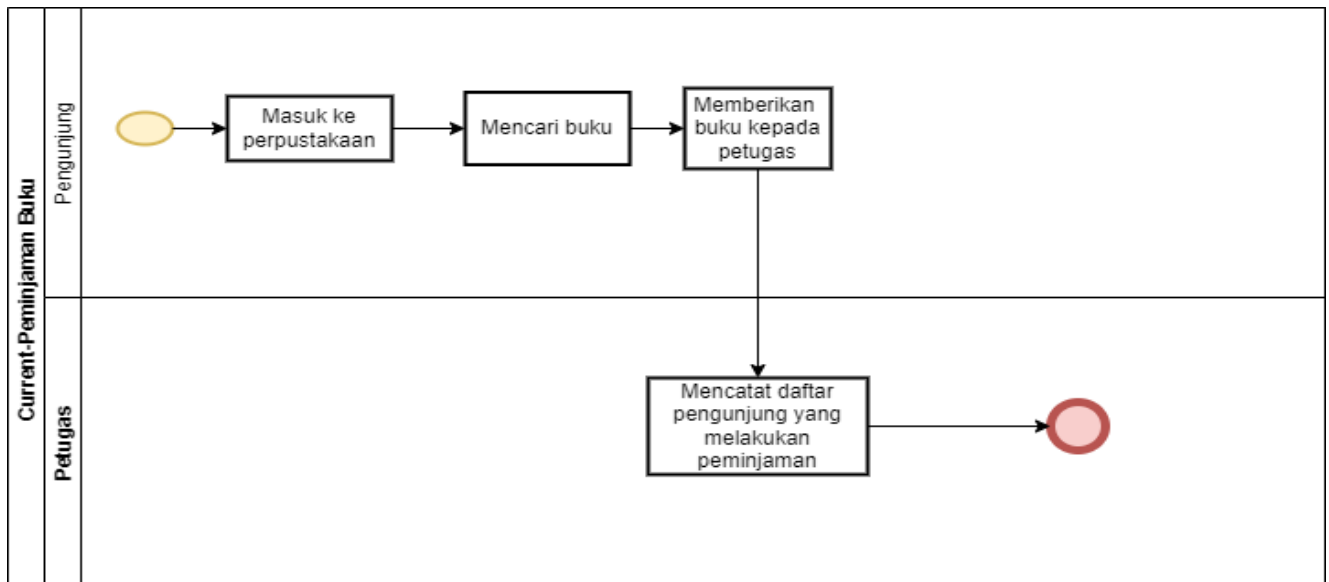 Current-Peminjaman Buku
Pengunjung
Masuk ke
perpustakaan
Mencari buku
Memberikan
buku kepada
petugas
Petugas
Mencatat daftar
pengunjung yang
melakukan
peminjaman